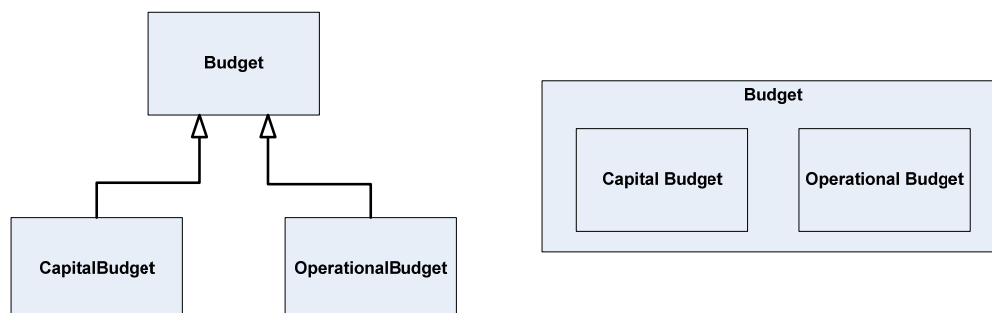 Budget
CapitalBudget
OperationalBudget
Budget
Capital Budget
Operational Budget